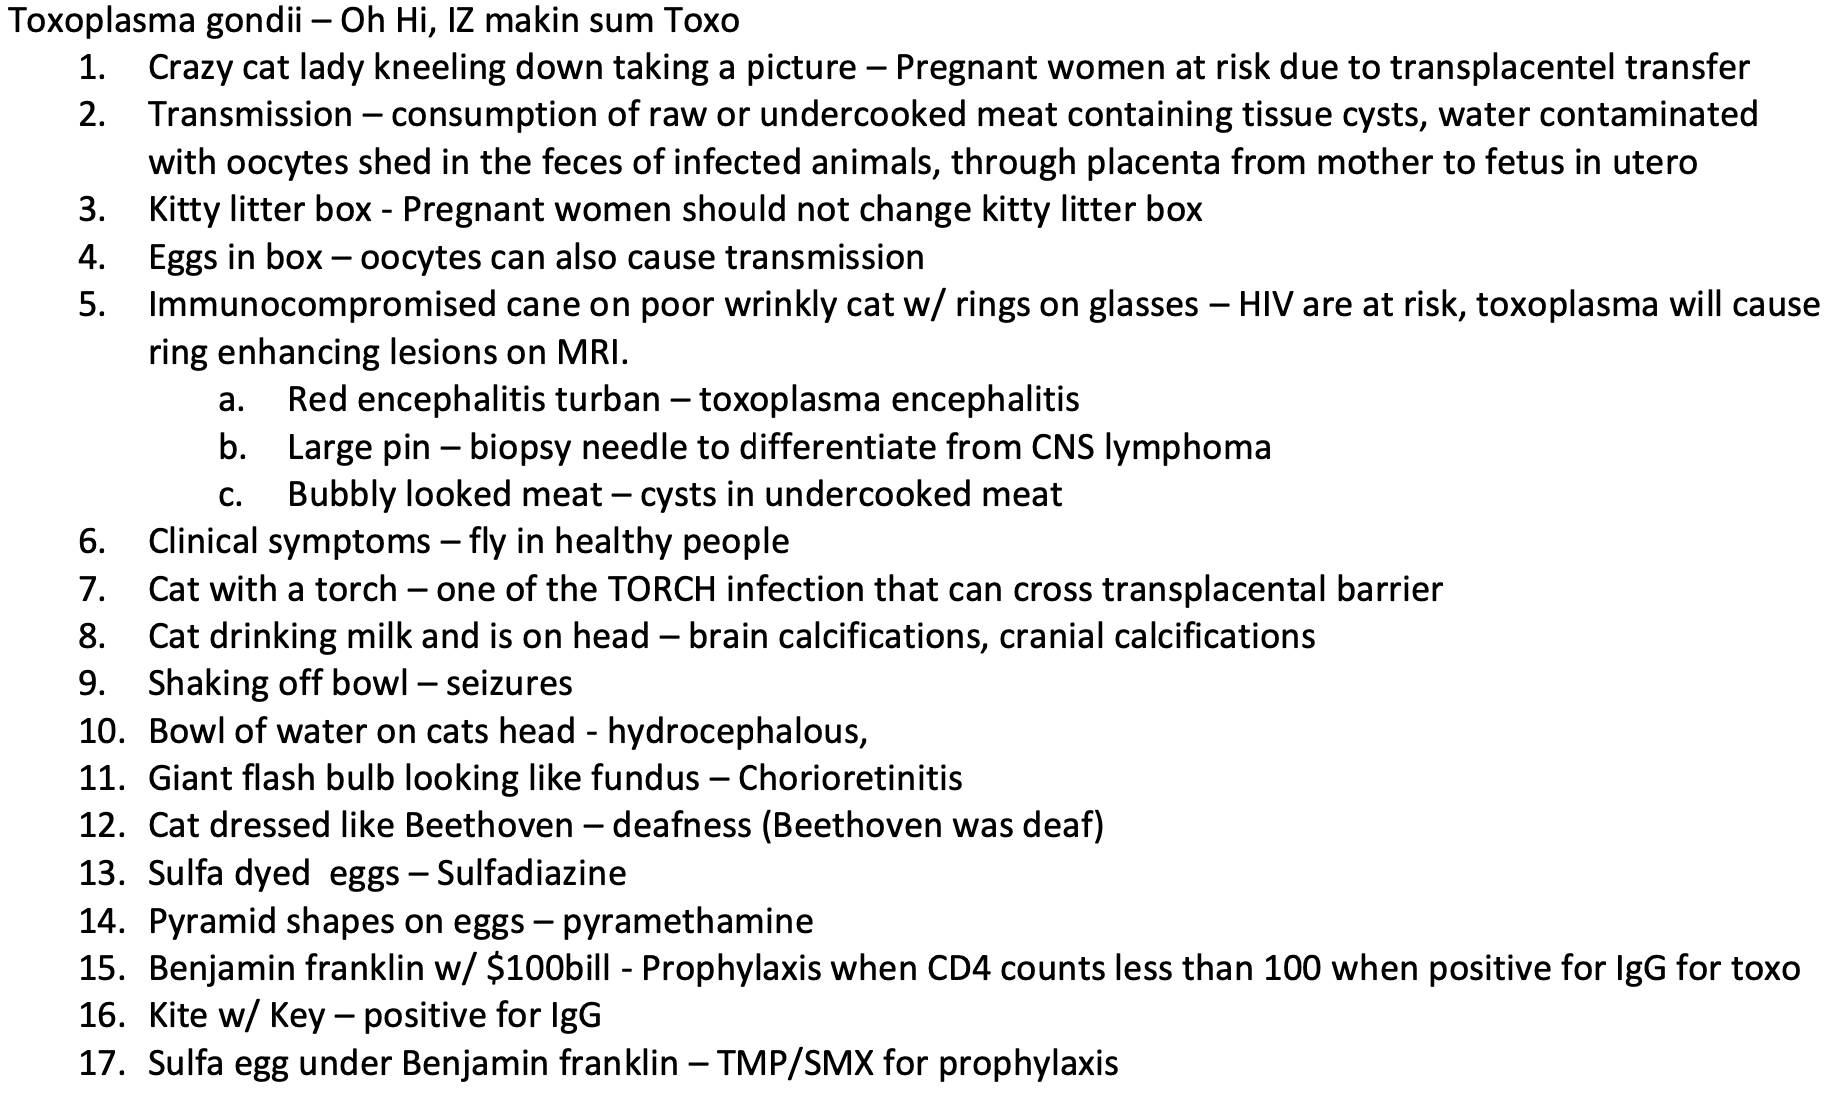 Toxoplasma gondii – Oh Hi, IZ makin sum Toxo
1. Crazy cat lady kneeling down taking a picture – Pregnant women at risk due to transplacentel transfer
2. Transmission – consumption of raw or undercooked meat containing tissue cysts, water contaminated
with oocytes shed in the feces of infected animals, through placenta from mother to fetus in utero
3. Kitty litter box - Pregnant women should not change kitty litter box
4. Eggs in box – oocytes can also cause transmission
5. Immunocompromised cane on poor wrinkly cat w/ rings on glasses – HIV are at risk, toxoplasma will cause
ring enhancing lesions on MRI.
a. Red encephalitis turban – toxoplasma encephalitis
b. Large pin – biopsy needle to differentiate from CNS lymphoma
c. Bubbly looked meat – cysts in undercooked meat
6. Clinical symptoms – fly in healthy people
7. Cat with a torch – one of the TORCH infection that can cross transplacental barrier
8. Cat drinking milk and is on head – brain calcifications, cranial calcifications
9. Shaking off bowl – seizures
10. Bowl of water on cats head - hydrocephalous,
11. Giant flash bulb looking like fundus – Chorioretinitis
12. Cat dressed like Beethoven – deafness (Beethoven was deaf)
13. Sulfa dyed  eggs – Sulfadiazine
14. Pyramid shapes on eggs – pyramethamine
15. Benjamin franklin w/ $100bill - Prophylaxis when CD4 counts less than 100 when positive for IgG for toxo
16. Kite w/ Key – positive for IgG
17. Sulfa egg under Benjamin franklin – TMP/SMX for prophylaxis